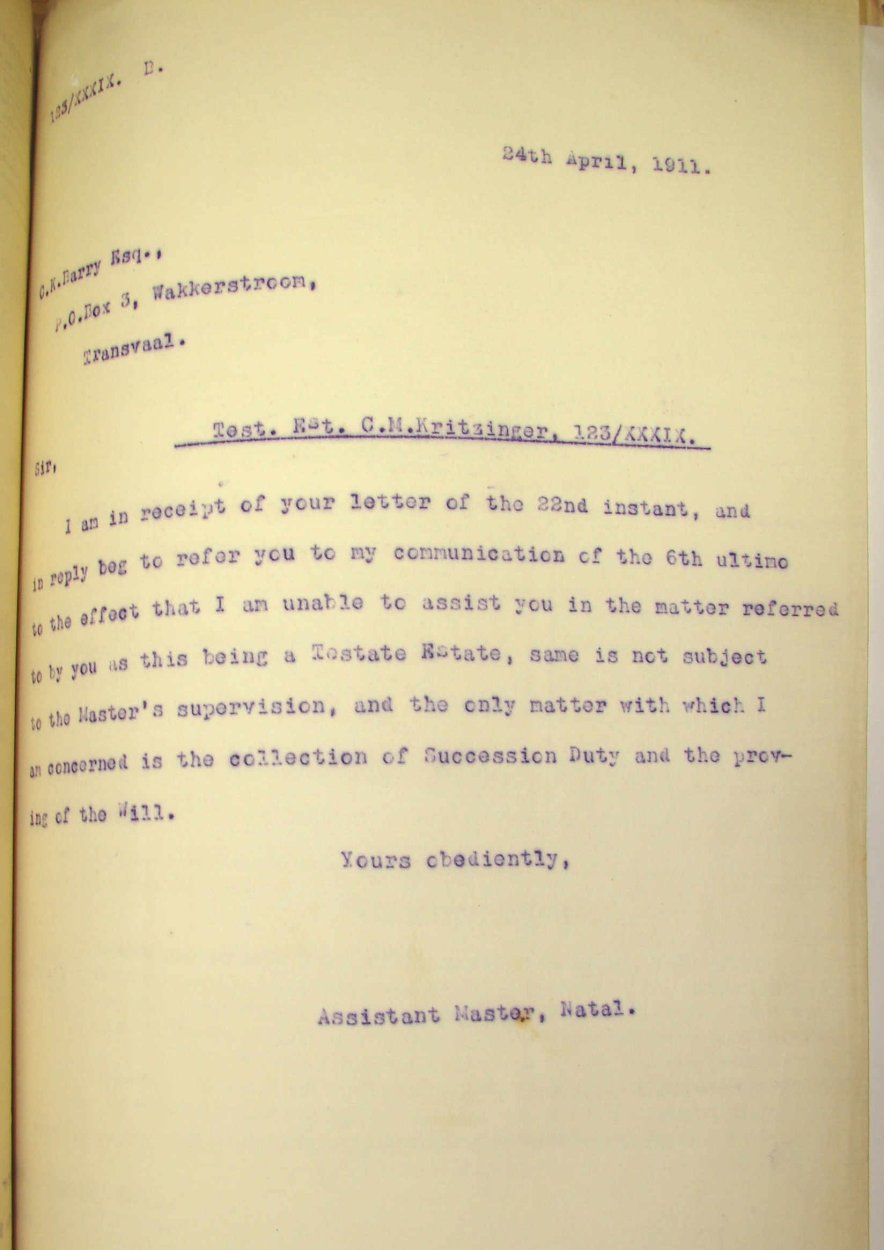 123/XXXIX. D.
24th April, 1911.
C.K.Barry Esq.,
P.O.Box 3, Wakkerstroom,
Transvaal.
Test. Est. C.M.Kritzinger, 123/XXXIX.
Sir,
I am in receipt of your letter of the 22nd instant, and
in reply beg to refer you to my communication of the 6th ultimo
to the effect that I am unable to assist you in the matter referred
to by you as this being a Testate Estate, same is not subject
to the Master's supervision, and the only matter with which I
am concerned is the collection of Succession Duty and the prov-
ing of the Will.
Yours obediently,
Assistant Master, Natal.